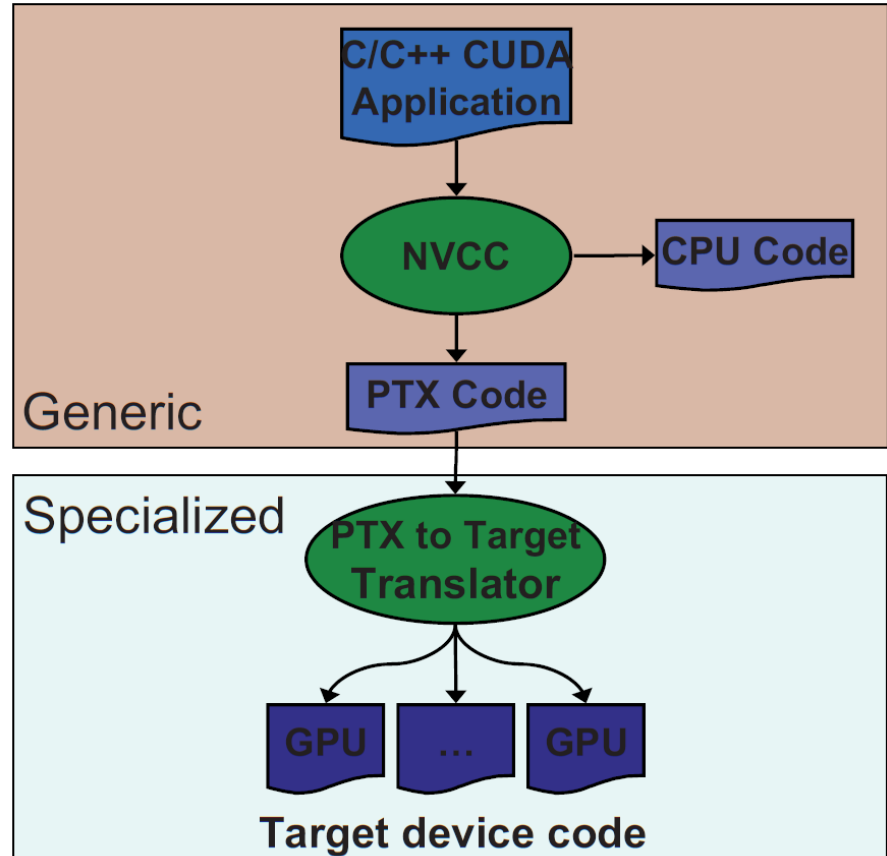 C/C++ CUDA
Application
NVCC
CPU Code
PTX Code
Generic
Specialized
PTX to Target
Translator
GPU
...
GPU
Target device code